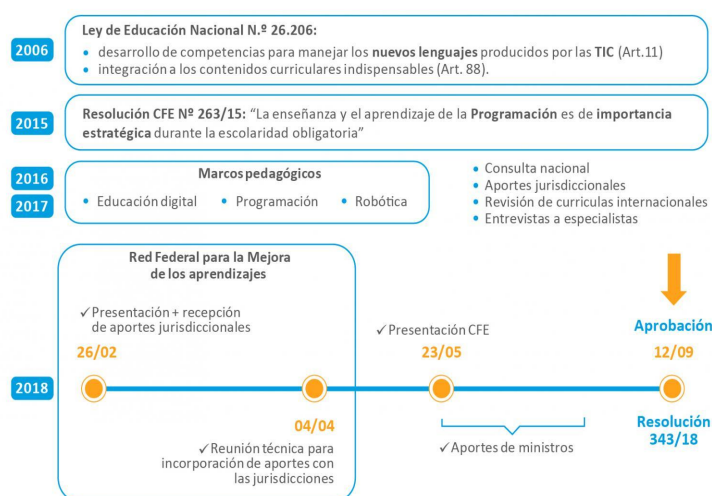 2006
Ley de Educación Nacional N.º 26.206:
• desarrollo de competencias para manejar los nuevos lenguajes producidos por las TIC (Art.11)
• integración a los contenidos curriculares indispensables (Art. 88).
2015
Resolución CFE Nº 263/15: “La enseñanza y el aprendizaje de la Programación es de importancia
estratégica durante la escolaridad obligatoria”
2016
2017
Marcos pedagógicos
• Educación digital • Programación • Robótica
• Consulta nacional
• Aportes jurisdiccionales
• Revisión de curriculas internacionales
• Entrevistas a especialistas
Red Federal para la Mejora
de los aprendizajes
✓Presentación + recepción
de aportes jurisdiccionales
26/02
✓Presentación CFE
23/05
Aprobación
12/09
2018
04/04
✓Reunión técnica para
incorporación de aportes con
las jurisdicciones
✓Aportes de ministros
Resolución
343/18